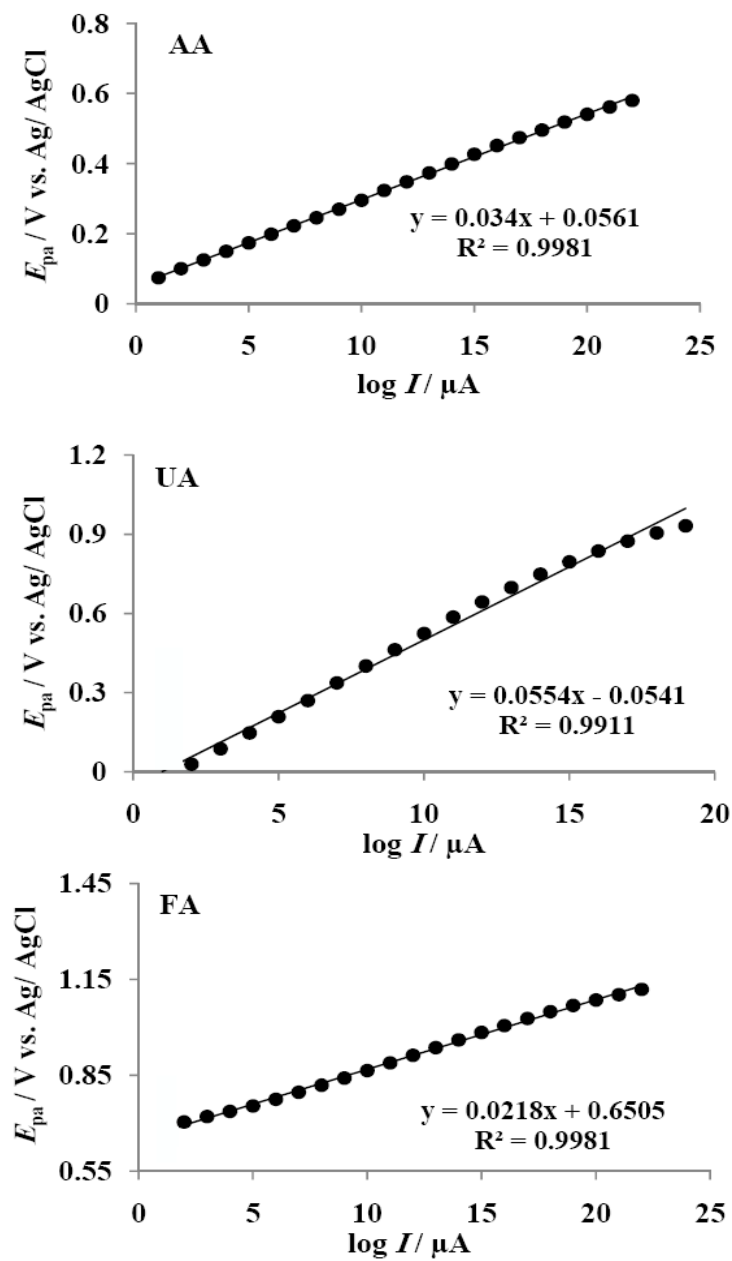 AA
0.8
0.6
0.4
0.2
0
E_pa / V vs. Ag/ AgCl
y = 0.034x + 0.0561
R² = 0.9981
0 5 10 15 20 25
log I / µA
UA
1.2
0.9
0.6
0.3
0
E_pa / V vs. Ag/ AgCl
y = 0.0554x - 0.0541
R² = 0.9911
0 5 10 15 20
log I / µA
FA
1.45
1.15
0.85
0.55
E_pa / V vs. Ag/ AgCl
y = 0.0218x + 0.6505
R² = 0.9981
0 5 10 15 20 25
log I / µA